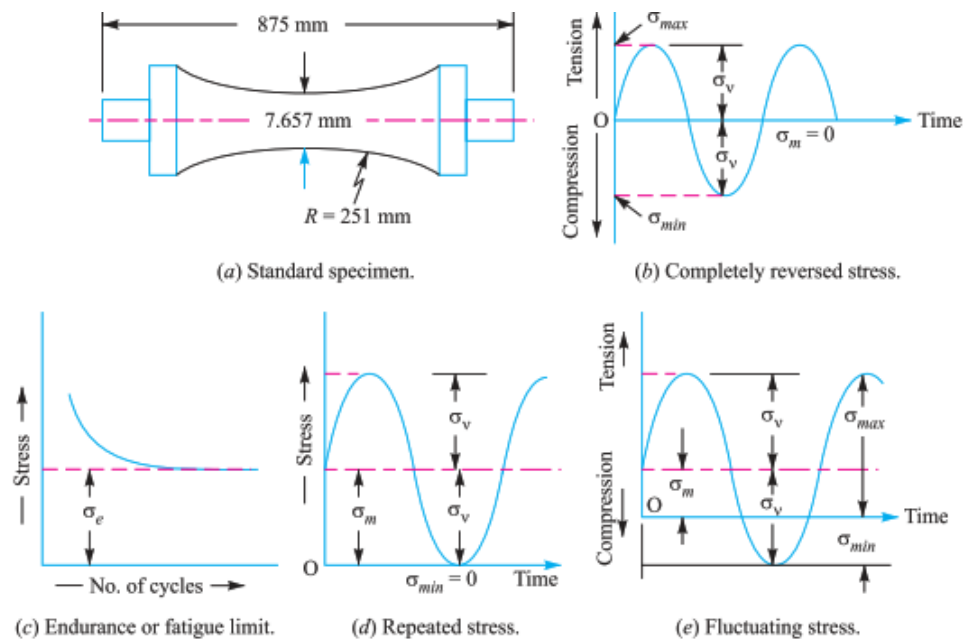 875 mm
7.657 mm
R = 251 mm
(a) Standard specimen.
Tension
Compression
O
σmax
σv
σv
σm = 0
Time
σmin
(b) Completely reversed stress.
Stress
σe
No. of cycles
(c) Endurance or fatigue limit.
Stress
σv
σm
σv
O
σmin = 0
Time
(d) Repeated stress.
Tension
Compression
σv
σmax
σm
σv
O
Time
σmin
(e) Fluctuating stress.